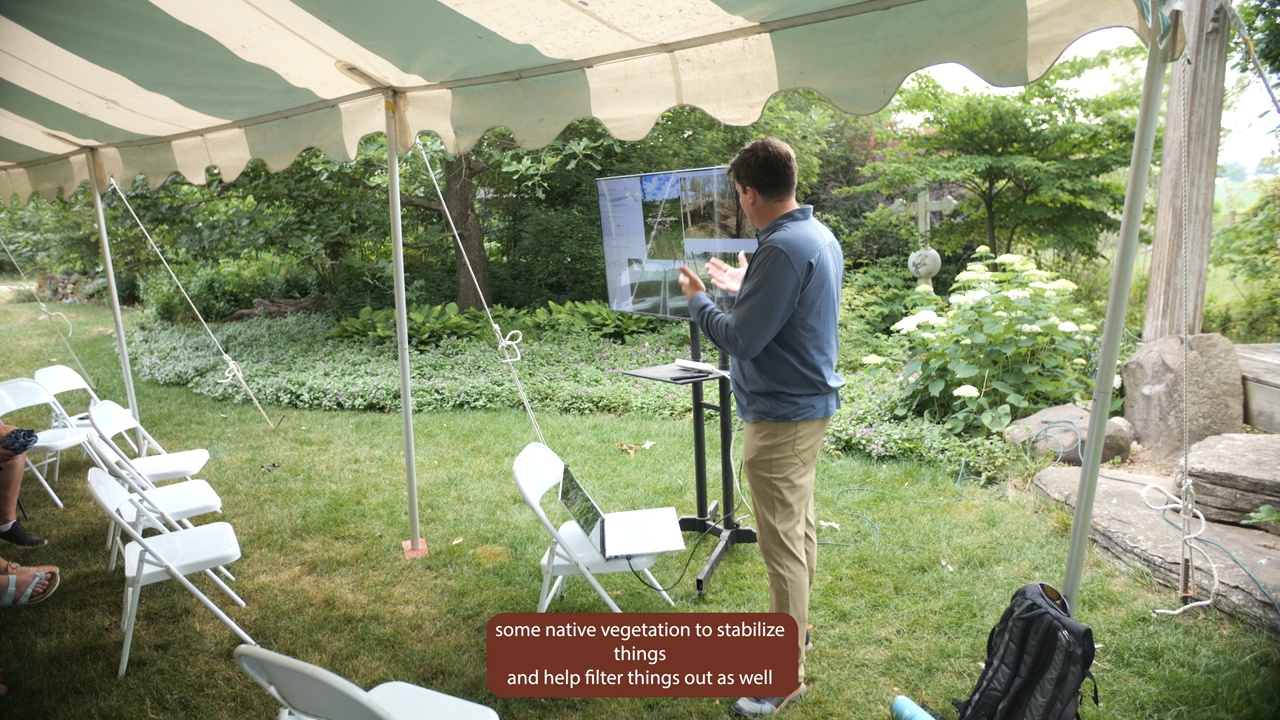 some native vegetation to stabilize
things
and help filter things out as well